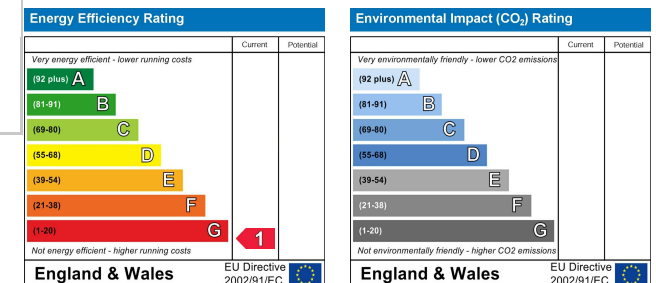 Energy Efficiency Rating
Current Potential
Very energy efficient - lower running costs
(92 plus) A
(81-91) B
(69-80) C
(55-68) D
(39-54) E
(21-38) F
(1-20) G
1
Not energy efficient - higher running costs
England & Wales
EU Directive
2002/91/EC
Environmental Impact (CO₂) Rating
Current Potential
Very environmentally friendly - lower CO2 emissions
(92 plus) A
(81-91) B
(69-80) C
(55-68) D
(39-54) E
(21-38) F
(1-20) G
Not environmentally friendly - higher CO2 emissions
England & Wales
EU Directive
2002/91/EC